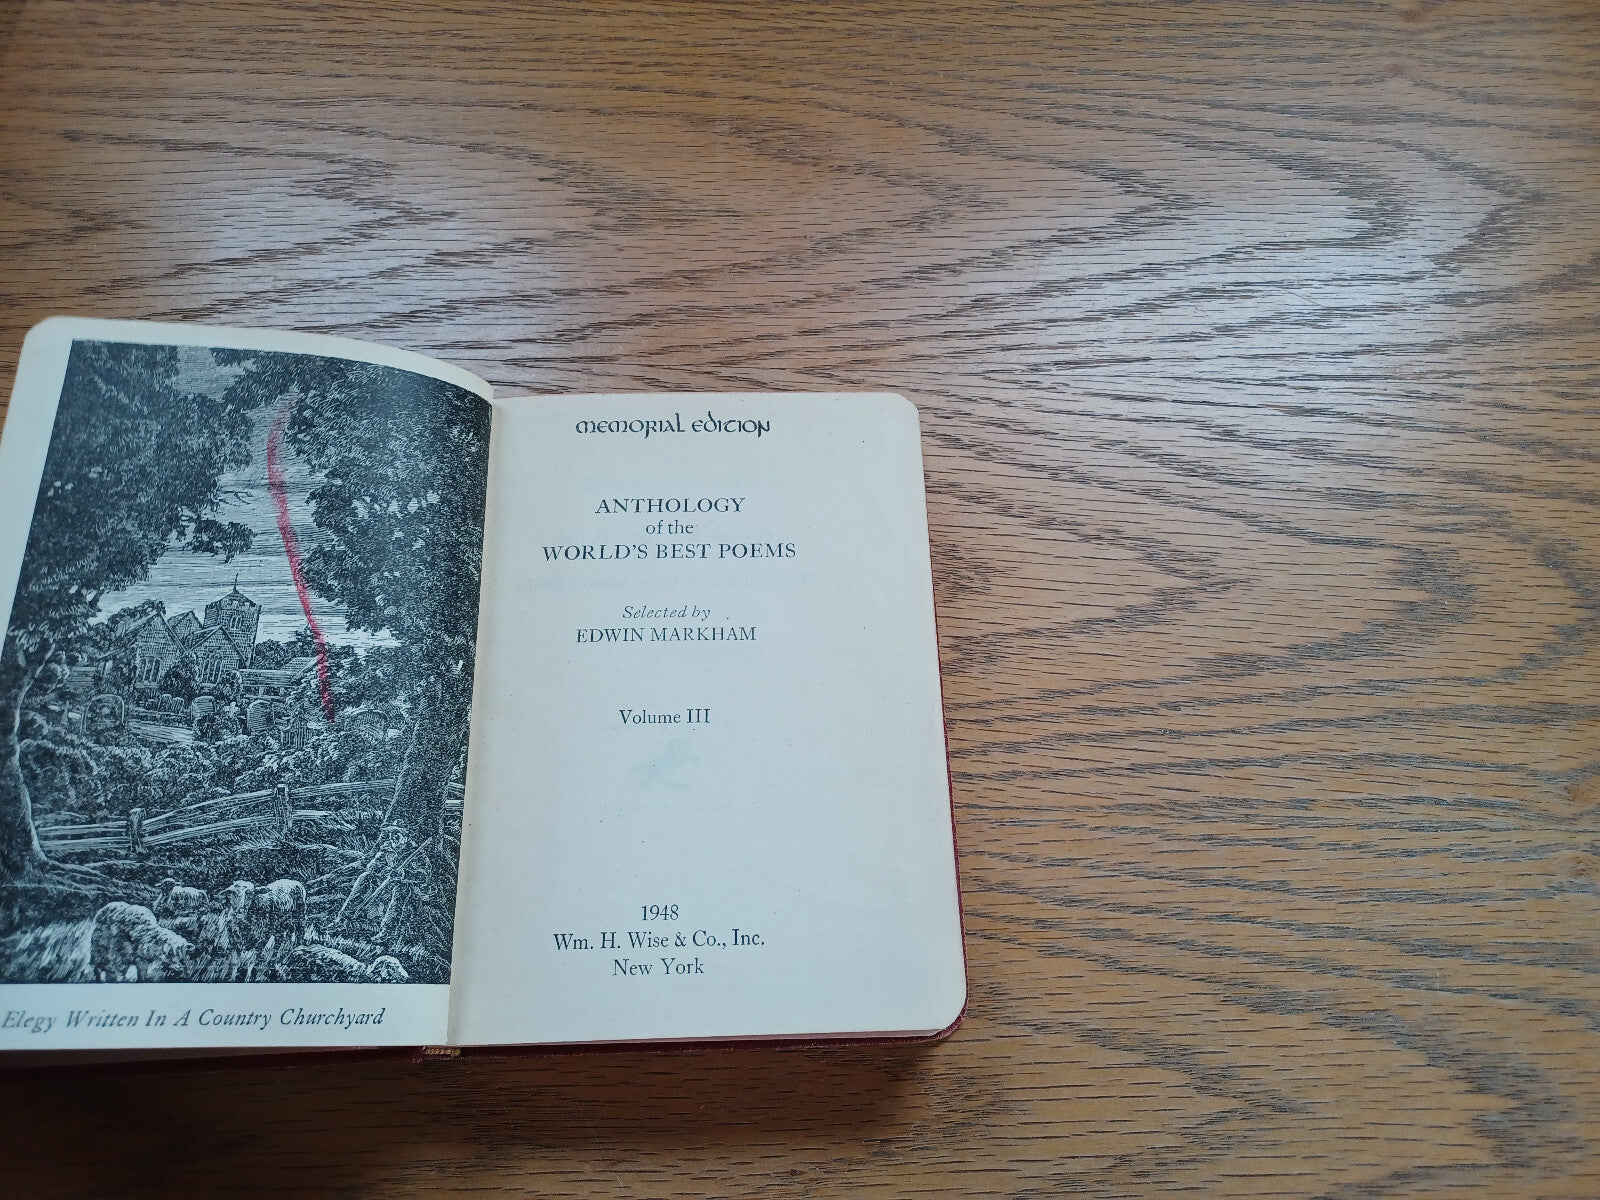 Elegy Written In A Country Churchyard
MEMORIAL EDITION
ANTHOLOGY
of the
WORLD'S BEST POEMS
Selected by
EDWIN MARKHAM
Volume III
1948
Wm. H. Wise & Co., Inc.
New York